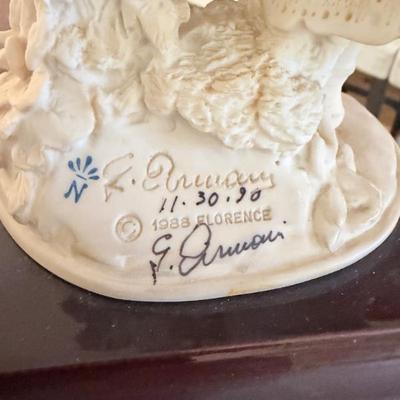 N G. Armani
11.30.90
© 1988 FLORENCE
G. Armani